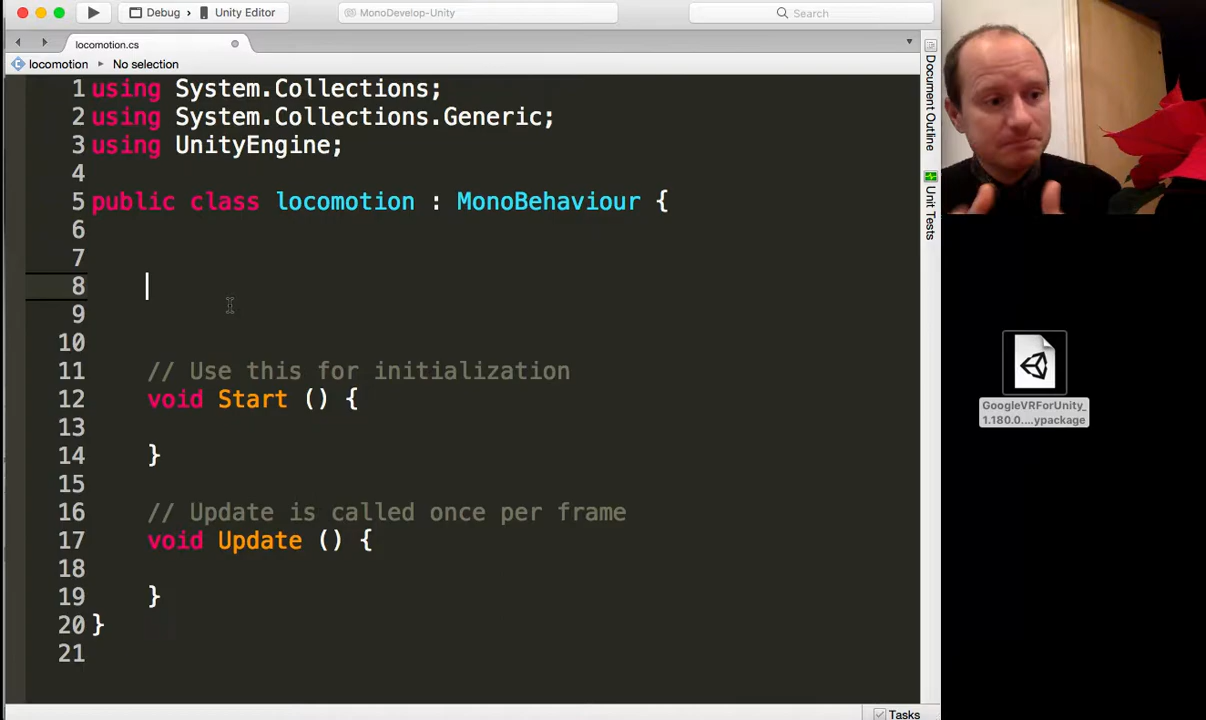 Debug
Unity Editor
MonoDevelop-Unity
Search
locomotion.cs
locomotion
No selection
1 using System.Collections;
2 using System.Collections.Generic;
3 using UnityEngine;
4
5 public class locomotion : MonoBehaviour {
6
7
8
9
10
11 // Use this for initialization
12 void Start () {
13
14 }
15
16 // Update is called once per frame
17 void Update () {
18
19 }
20 }
21
Document Outline
Unit Tests
GoogleVRForUnity_
1.180.0....ypackage
Tasks